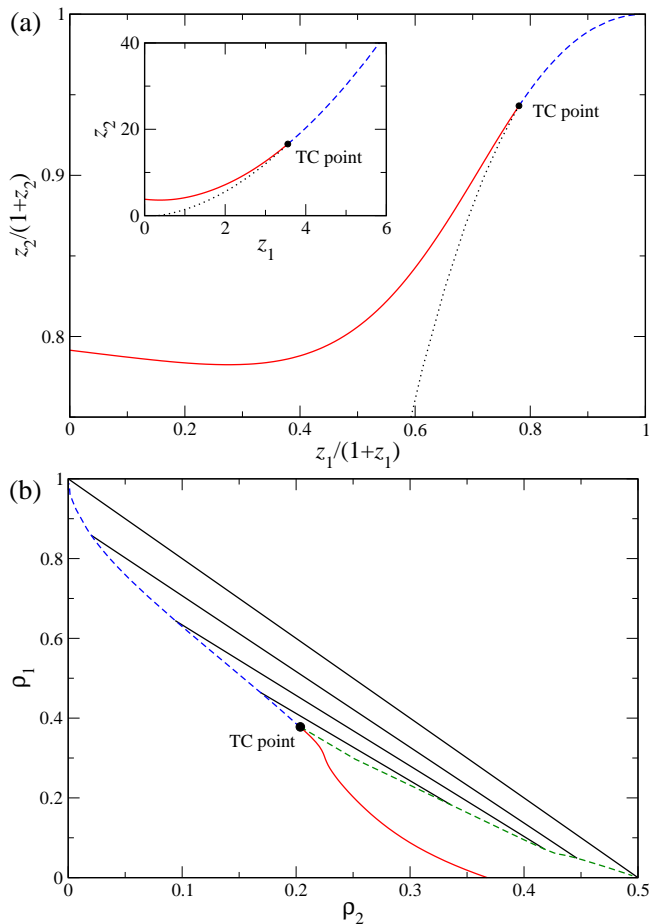 (a)
1
40
20
0
z₂
TC point
0 2 4 6
z₁
TC point
0.9
0.8
z₂/(1+z₂)
0 0.2 0.4 0.6 0.8 1
z₁/(1+z₁)
(b)
1
0.8
0.6
0.4
0.2
0
ρ₁
TC point
0 0.1 0.2 0.3 0.4 0.5
ρ₂